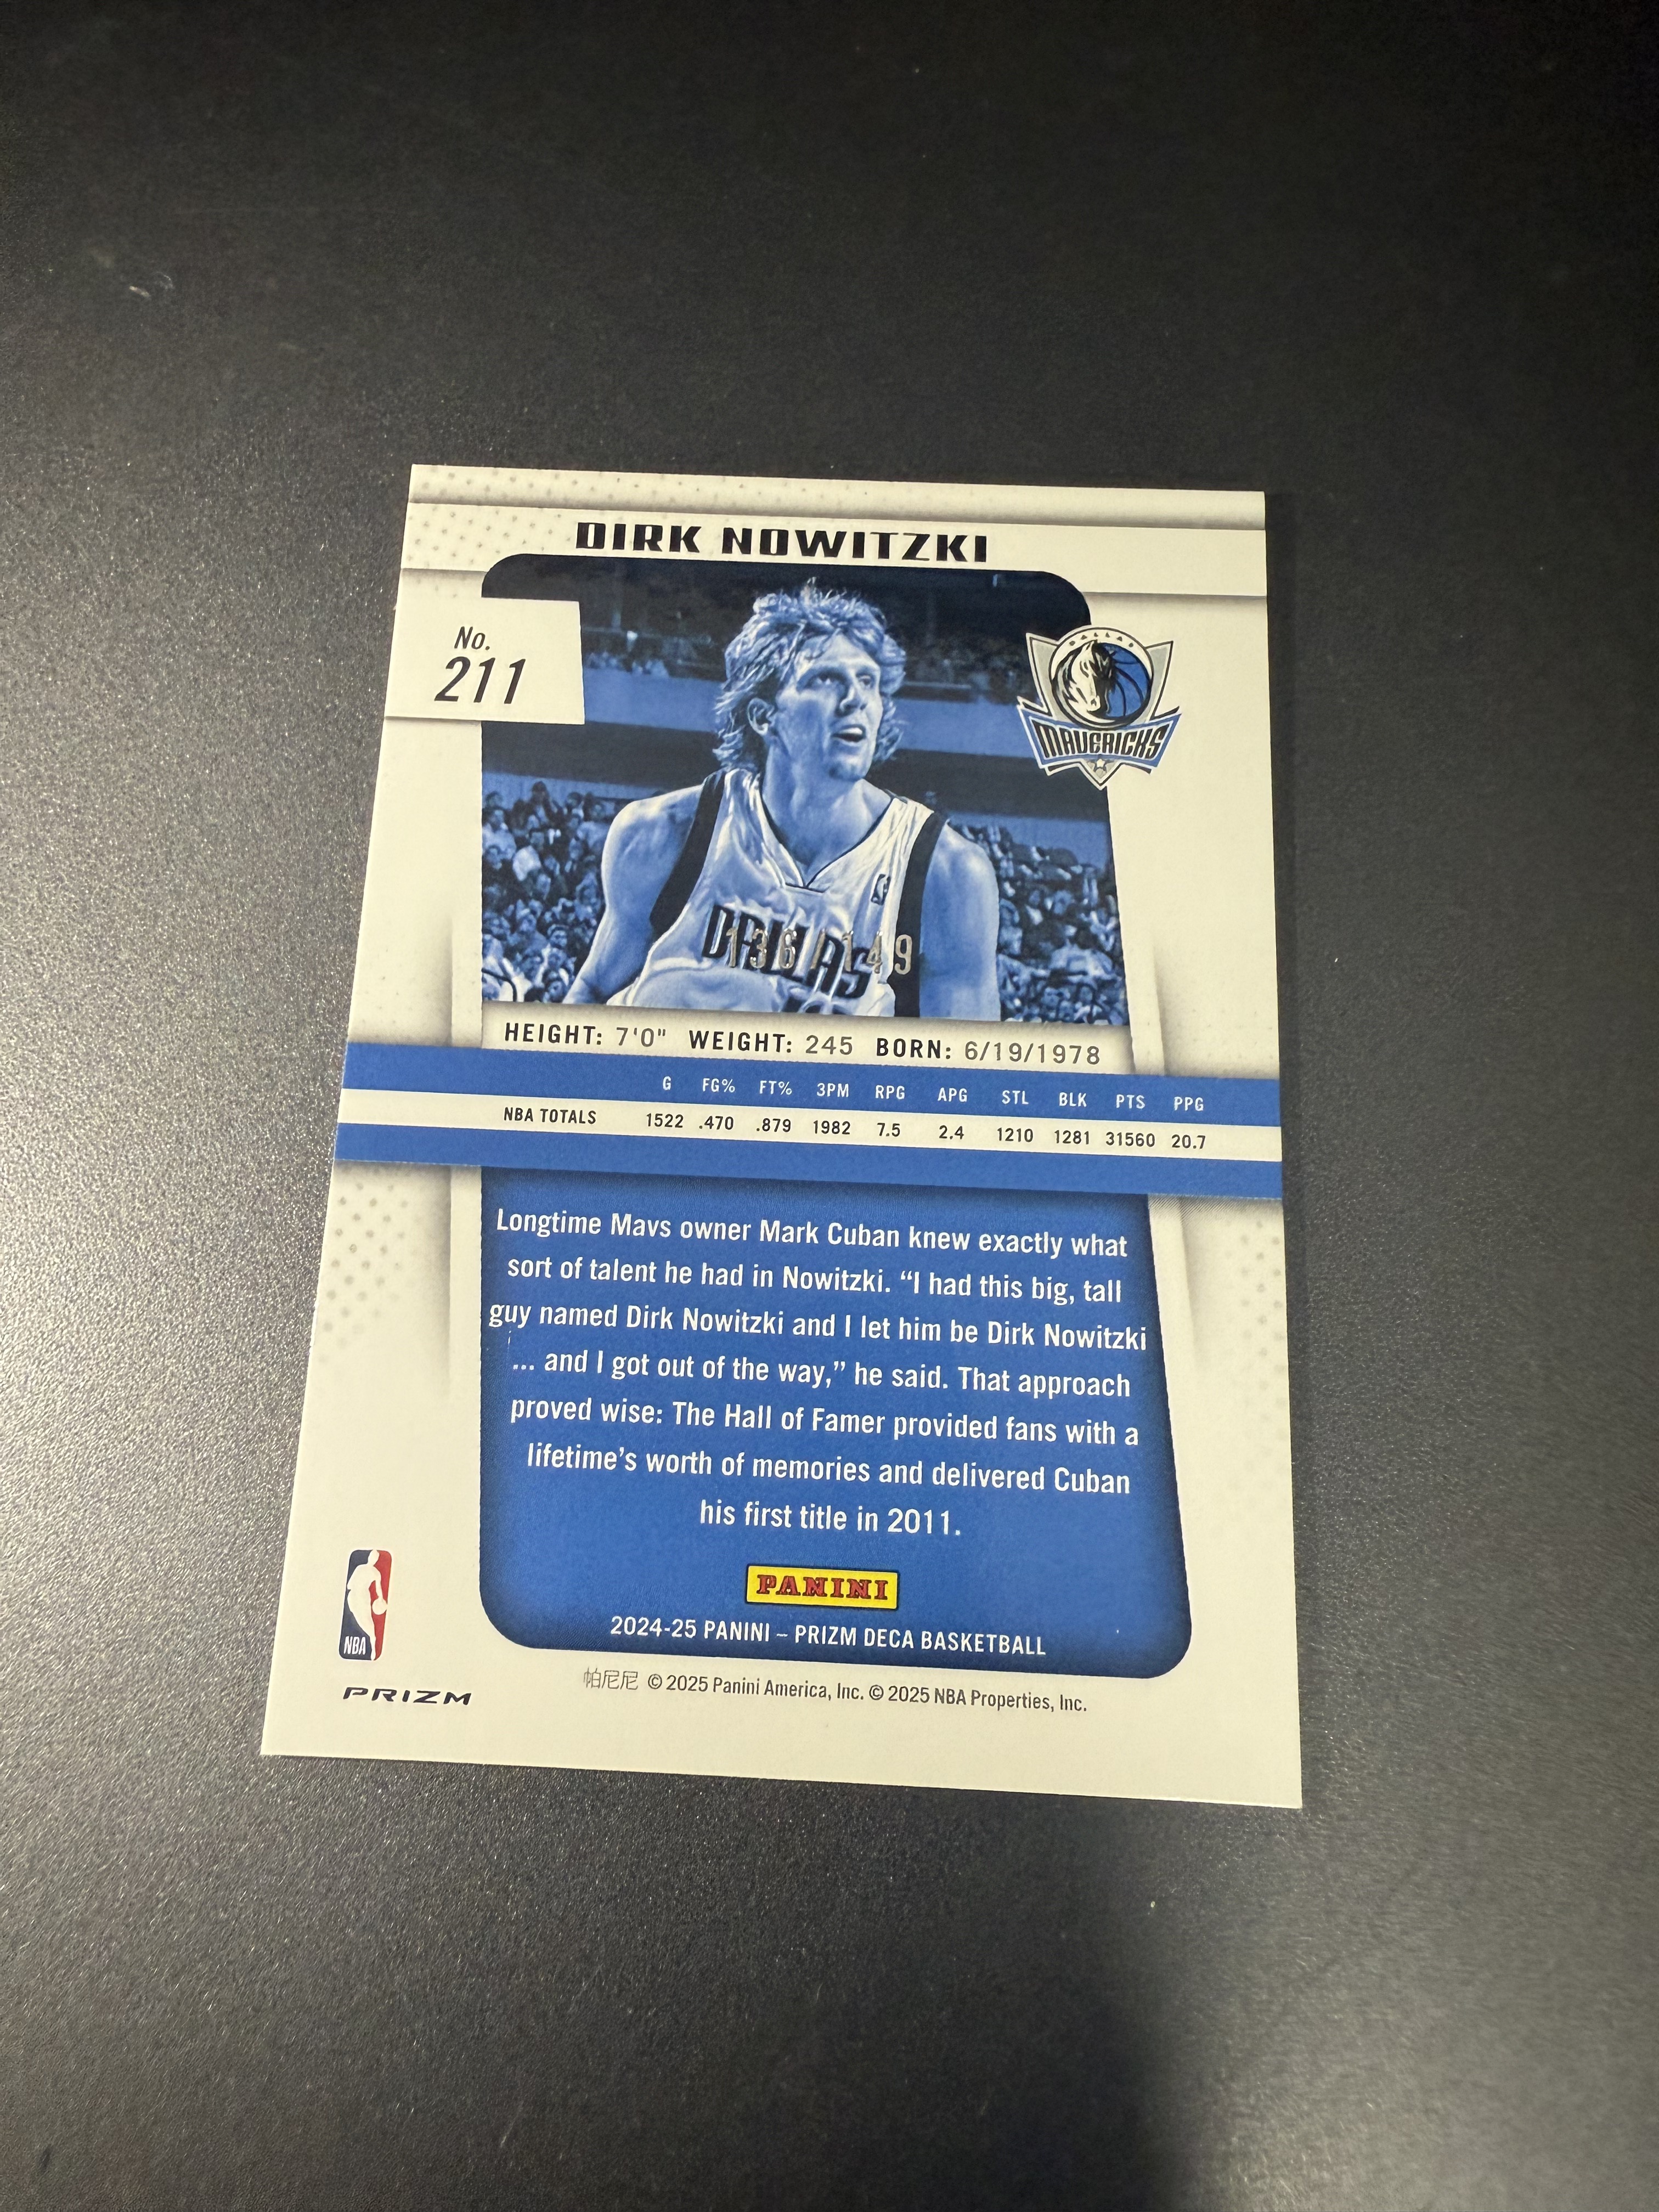 DIRK NOWITZKI
No.
211
DALLAS
MAVERICKS
DALLAS
136/149
HEIGHT: 7'0" WEIGHT: 245 BORN: 6/19/1978
G FG% FT% 3PM RPG APG STL BLK PTS PPG
NBA TOTALS 1522 .470 .879 1982 7.5 2.4 1210 1281 31560 20.7
Longtime Mavs owner Mark Cuban knew exactly what
sort of talent he had in Nowitzki. “I had this big, tall
guy named Dirk Nowitzki and I let him be Dirk Nowitzki
... and I got out of the way,” he said. That approach
proved wise: The Hall of Famer provided fans with a
lifetime’s worth of memories and delivered Cuban
his first title in 2011.
PANINI
2024-25 PANINI – PRIZM DECA BASKETBALL
NBA
帕尼尼 © 2025 Panini America, Inc. © 2025 NBA Properties, Inc.
PRIZM